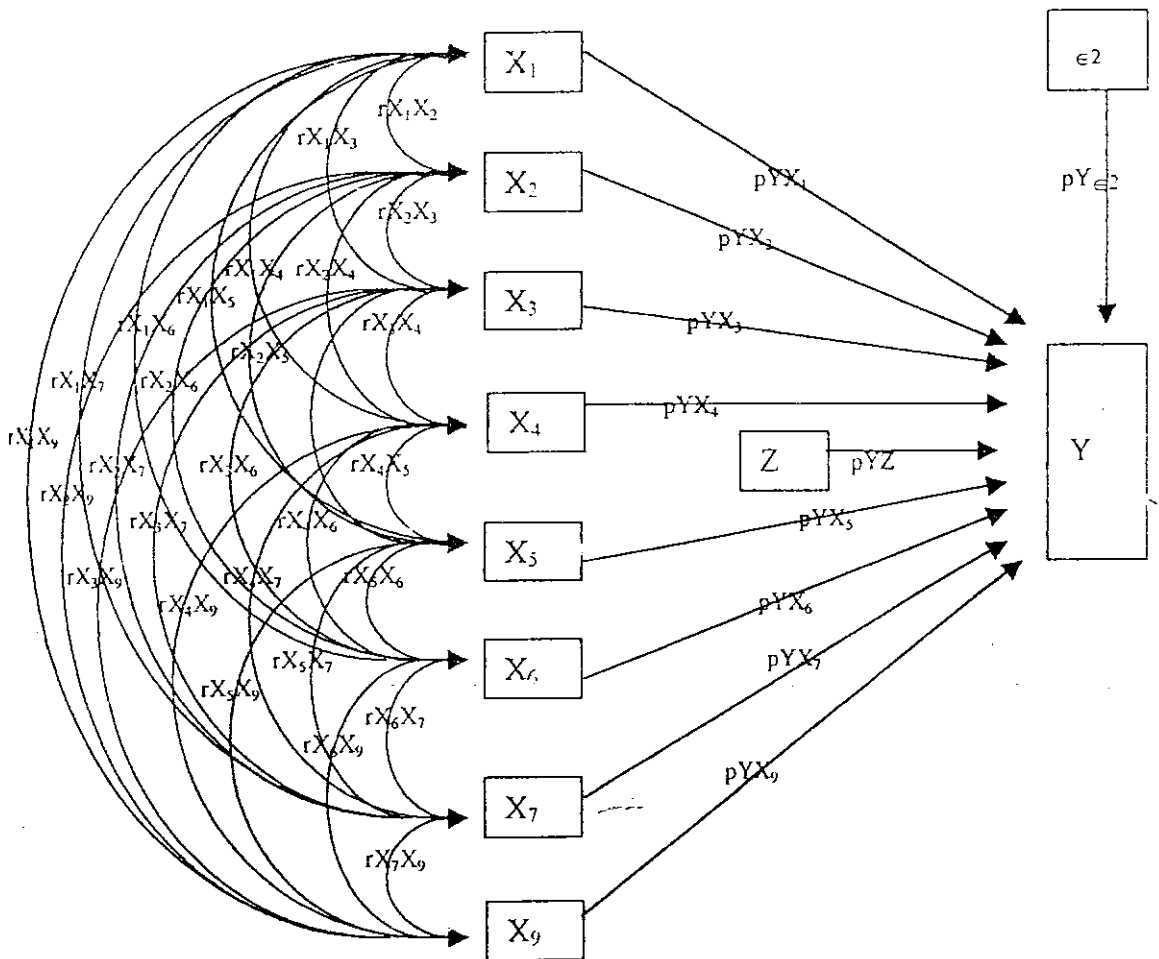 X₁
∈2
rX₁X₂
rX₁X₃
pYX₁
pY∈2
X₂
rX₂X₃
pYX₂
rX₁X₄
rX₂X₄
rX₁X₅
X₃
rX₃X₄
pYX₃
rX₁X₆
rX₂X₅
rX₁X₇
rX₂X₆
X₄
pYX₄
rX₁X₉
rX₂X₇
rX₃X₆
rX₄X₅
Z
pYZ
Y
rX₂X₉
rX₃X₇
rX₄X₆
pYX₅
X₅
rX₃X₉
rX₄X₉
rX₄X₇
rX₅X₆
pYX₆
X₆
rX₅X₇
pYX₇
rX₅X₉
rX₆X₇
rX₆X₉
pYX₉
X₇
rX₇X₉
X₉